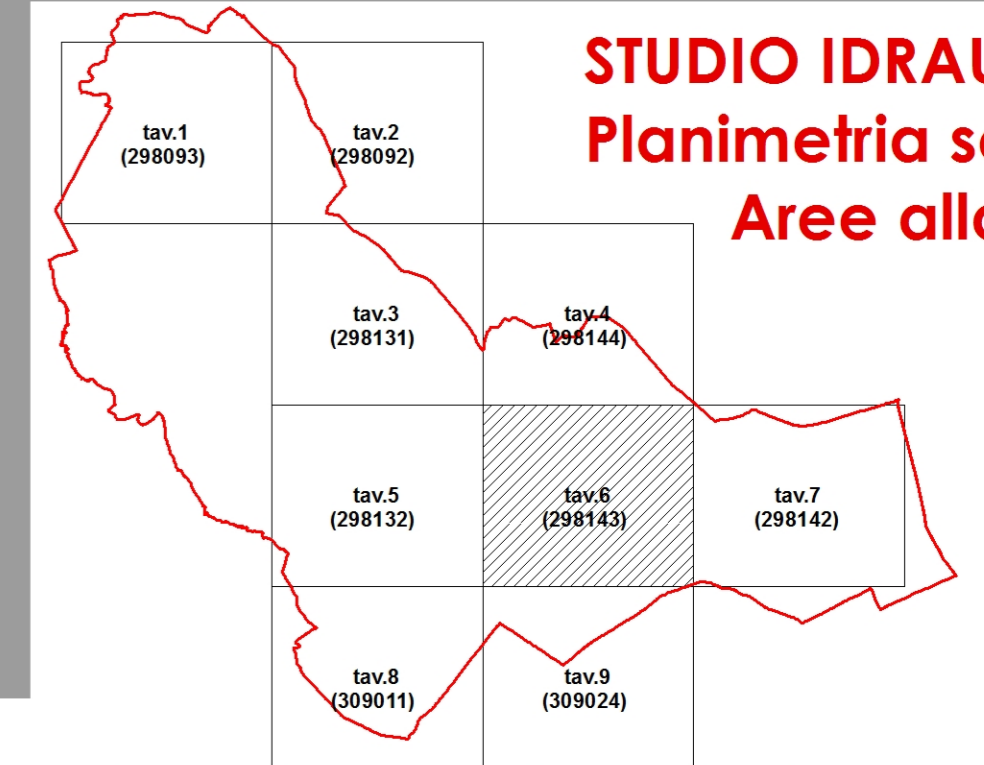 STUDIO IDRAU
Planimetria
Aree
tav.1
(298093)
tav.2
(298092)
tav.3
(298131)
tav.4
(298144)
tav.5
(298132)
tav.6
(298143)
tav.7
(298142)
tav.8
(309011)
tav.9
(309024)